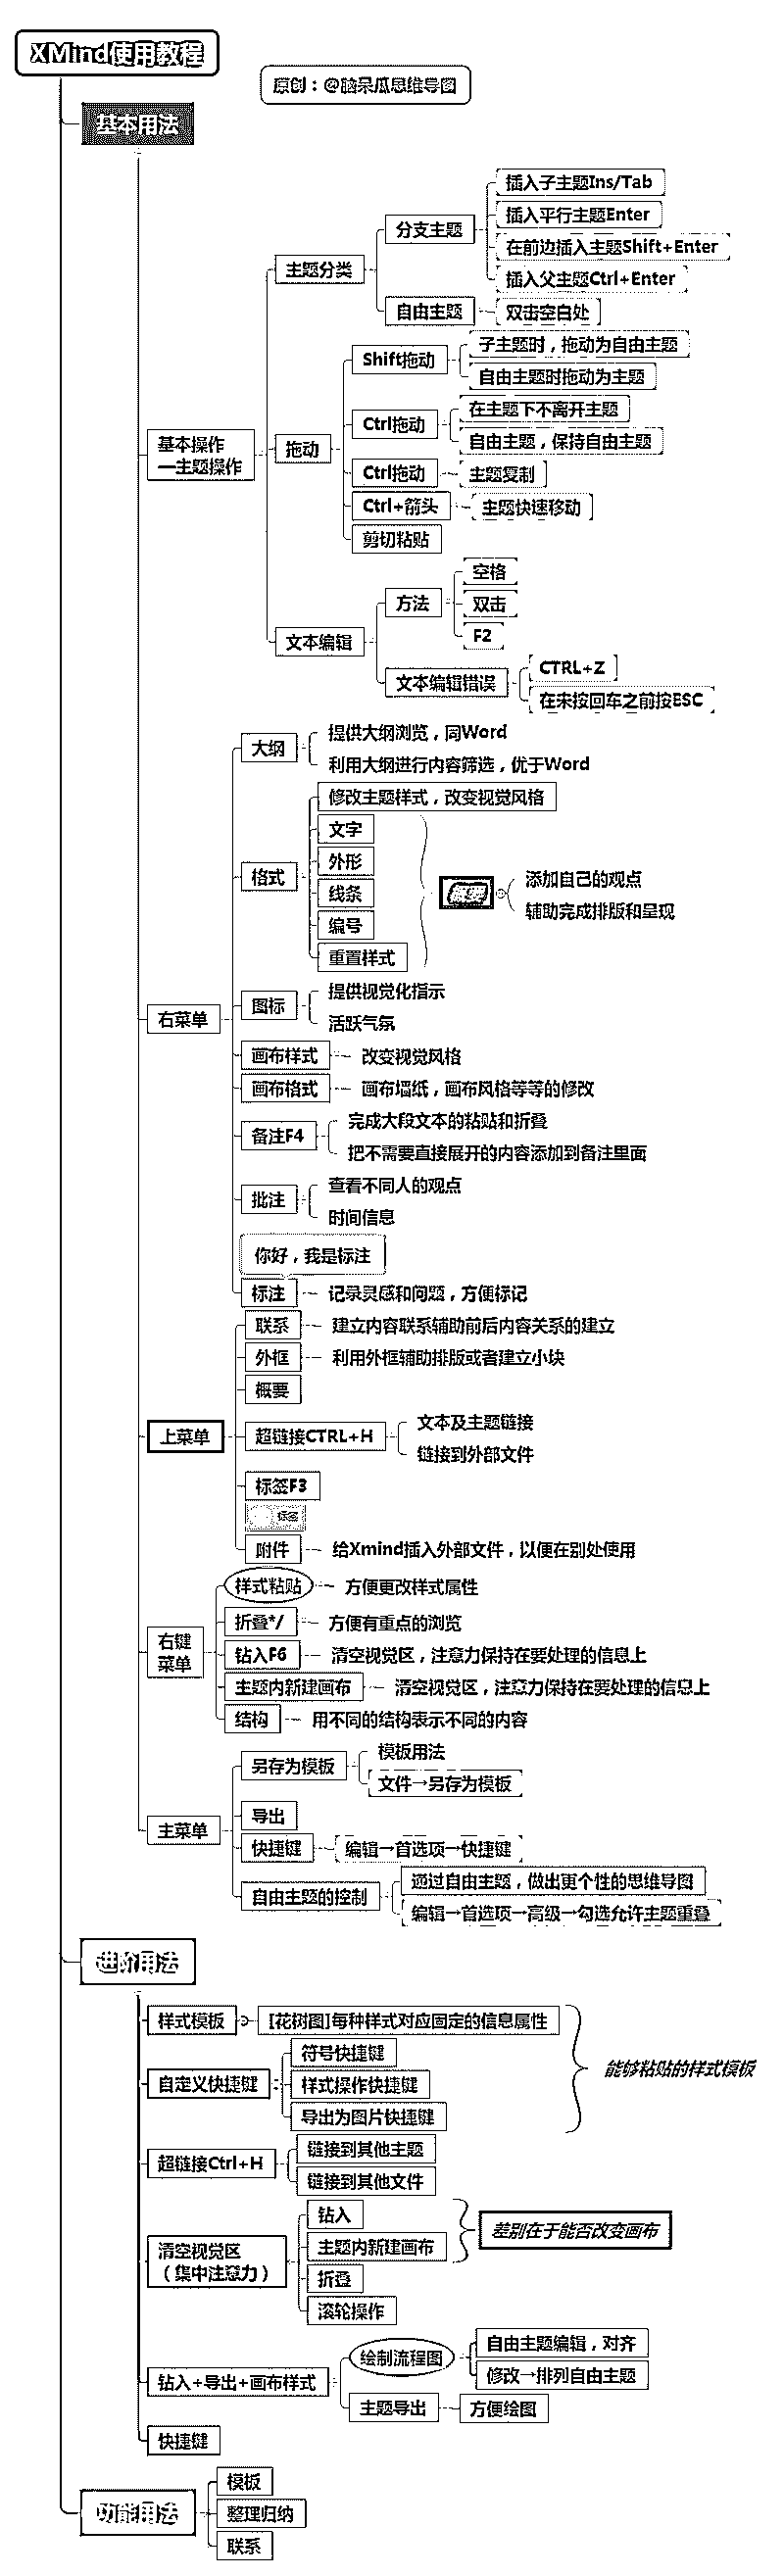 XMind使用教程
原创：@脑呆瓜思维导图
基本用法
基本操作
—主题操作
主题分类
分支主题
插入子主题Ins/Tab
插入平行主题Enter
在前边插入主题Shift+Enter
插入父主题Ctrl+Enter
自由主题
双击空白处
拖动
Shift拖动
子主题时，拖动为自由主题
自由主题时拖动为主题
Ctrl拖动
在主题下不离开主题
自由主题，保持自由主题
Ctrl拖动
主题复制
Ctrl+箭头
主题快速移动
剪切粘贴
文本编辑
方法
空格
双击
F2
文本编辑错误
CTRL+Z
在未按回车之前按ESC
右菜单
大纲
提供大纲浏览，同Word
利用大纲进行内容筛选，优于Word
格式
修改主题样式，改变视觉风格
文字
外形
线条
编号
重置样式
添加自己的观点
辅助完成排版和呈现
图标
提供视觉化指示
活跃气氛
画布样式
改变视觉风格
画布格式
画布墙纸，画布风格等等的修改
备注F4
完成大段文本的粘贴和折叠
把不需要直接展开的内容添加到备注里面
批注
查看不同人的观点
时间信息
你好，我是标注
标注
记录灵感和问题，方便标记
上菜单
联系
建立内容联系辅助前后内容关系的建立
外框
利用外框辅助排版或者建立小块
概要
超链接CTRL+H
文本及主题链接
链接到外部文件
标签F3
标签
附件
给Xmind插入外部文件，以便在别处使用
右键
菜单
样式粘贴
方便更改样式属性
折叠*/
方便有重点的浏览
钻入F6
清空视觉区，注意力保持在要处理的信息上
主题内新建画布
清空视觉区，注意力保持在要处理的信息上
结构
用不同的结构表示不同的内容
主菜单
另存为模板
模板用法
文件→另存为模板
导出
快捷键
编辑→首选项→快捷键
自由主题的控制
通过自由主题，做出更个性的思维导图
编辑→首选项→高级→勾选允许主题重叠
进阶用法
样式模板
[花树图]每种样式对应固定的信息属性
自定义快捷键
符号快捷键
样式操作快捷键
导出为图片快捷键
能够粘贴的样式模板
超链接Ctrl+H
链接到其他主题
链接到其他文件
清空视觉区
（集中注意力）
钻入
主题内新建画布
折叠
滚轮操作
差别在于能否改变画布
钻入+导出+画布样式
绘制流程图
自由主题编辑，对齐
修改→排列自由主题
主题导出
方便绘图
快捷键
功能用法
模板
整理归纳
联系